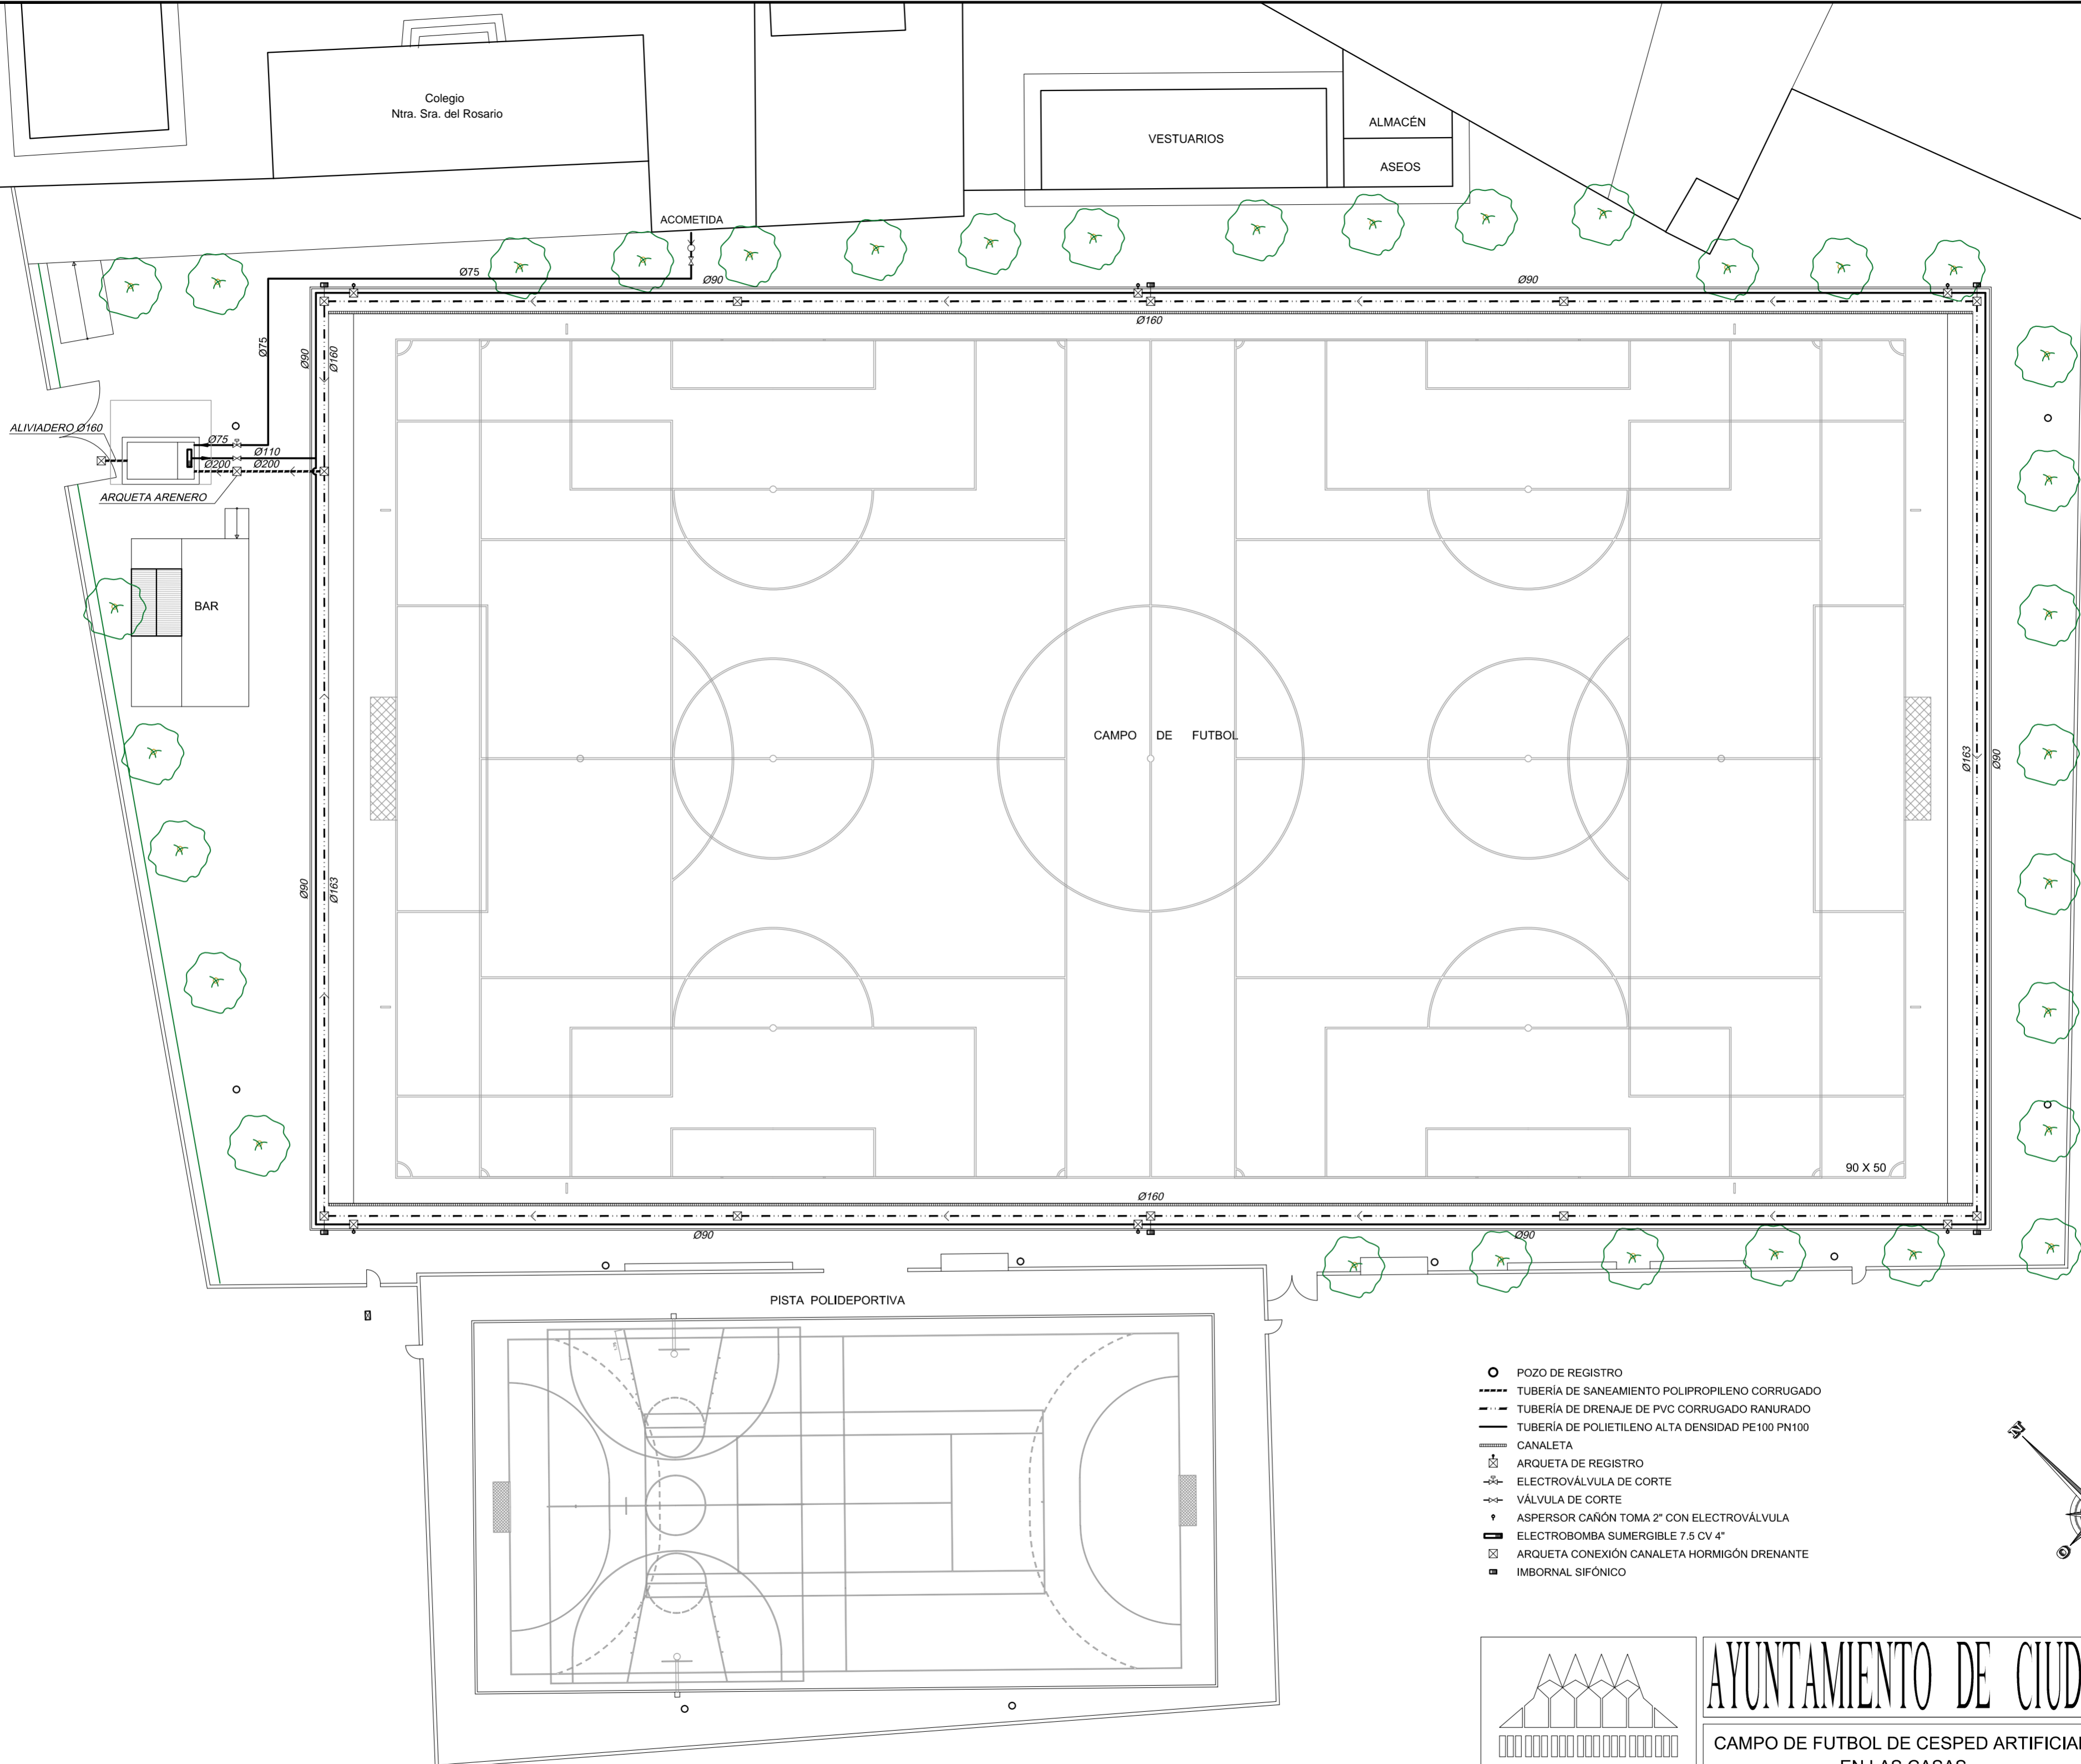 Colegio
Ntra. Sra. del Rosario
VESTUARIOS
ALMACÉN
ASEOS
ACOMETIDA
Ø75
Ø90
Ø90
Ø160
Ø75
Ø90
Ø160
ALIVIADERO Ø160
Ø75
Ø110
Ø200
Ø200
ARQUETA ARENERO
BAR
CAMPO DE FUTBOL
Ø163
Ø90
Ø90
Ø163
90 X 50
Ø160
Ø90
Ø90
PISTA POLIDEPORTIVA
POZO DE REGISTRO
TUBERÍA DE SANEAMIENTO POLIPROPILENO CORRUGADO
TUBERÍA DE DRENAJE DE PVC CORRUGADO RANURADO
TUBERÍA DE POLIETILENO ALTA DENSIDAD PE100 PN100
CANALETA
ARQUETA DE REGISTRO
ELECTROVÁLVULA DE CORTE
VÁLVULA DE CORTE
ASPERSOR CAÑÓN TOMA 2" CON ELECTROVÁLVULA
ELECTROBOMBA SUMERGIBLE 7.5 CV 4"
ARQUETA CONEXIÓN CANALETA HORMIGÓN DRENANTE
IMBORNAL SIFÓNICO
N
O
AYUNTAMIENTO DE CIUD
CAMPO DE FUTBOL DE CESPED ARTIFICIAL
EN LAS CASAS